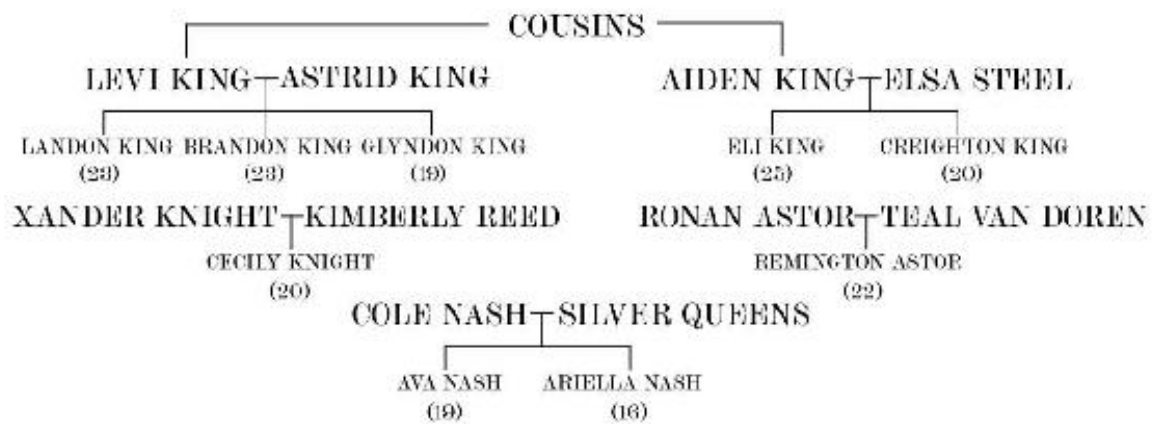 COUSINS
LEVI KING ASTRID KING AIDEN KING ELSA STEEL
LANDON KING BRANDON KING GLYNDON KING ELI KING CREIGHTON KING
(23) (23) (19) (25) (20)
XANDER KNIGHT KIMBERLY REED RONAN ASTOR TEAL VAN DOREN
CECILY KNIGHT REMINGTON ASTOR
(20) (22)
COLE NASH SILVER QUEENS
AVA NASH ARIELLA NASH
(19) (16)